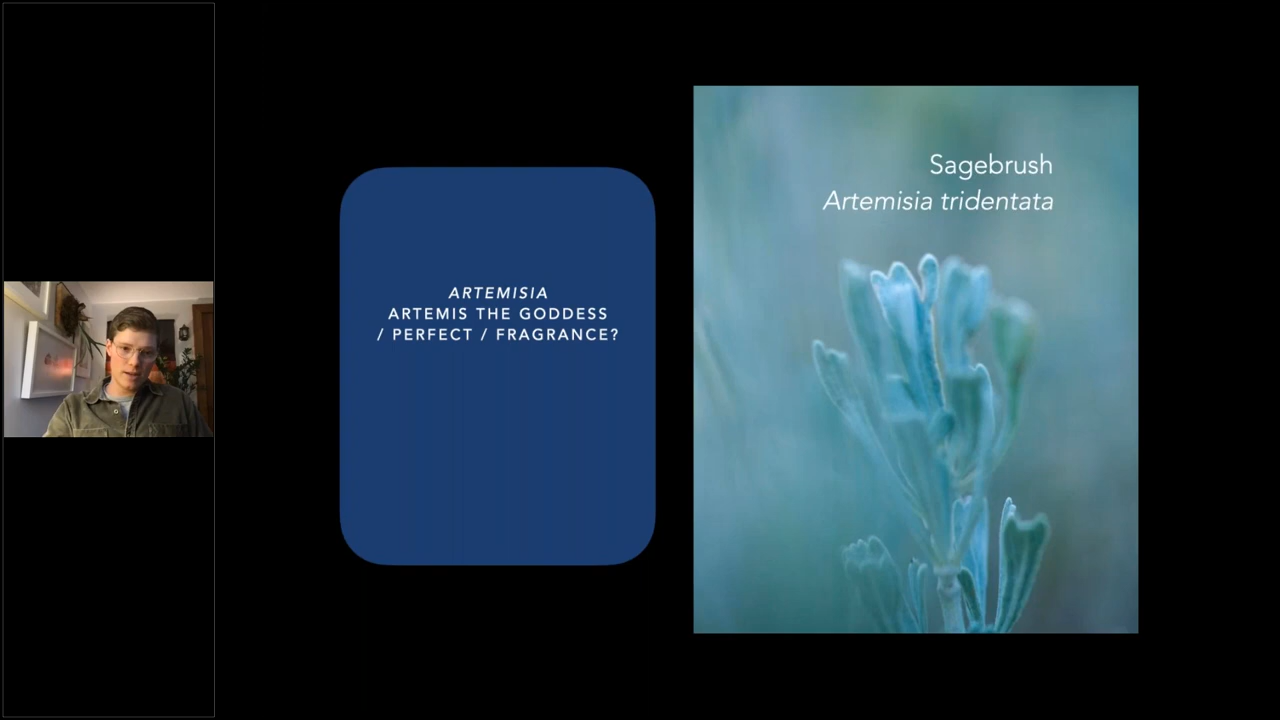 ARTEMISIA
ARTEMIS THE GODDESS
/ PERFECT / FRAGRANCE?
Sagebrush
Artemisia tridentata